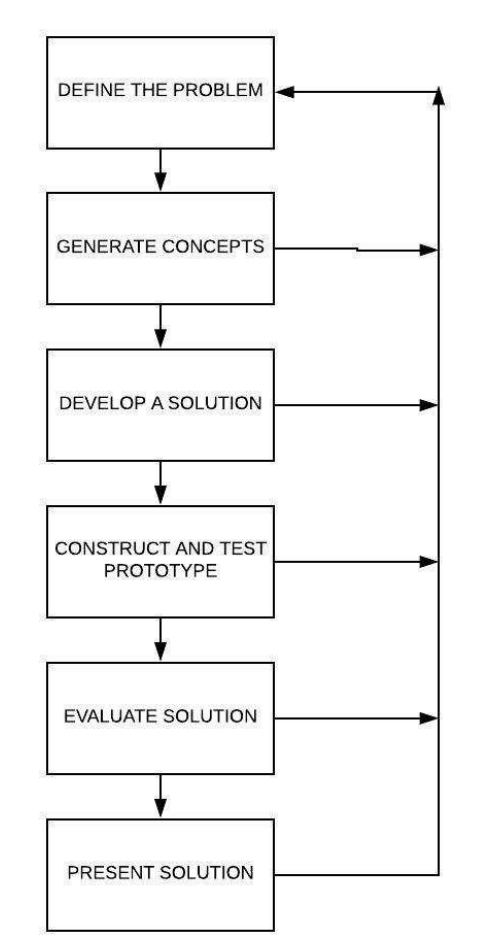 DEFINE THE PROBLEM
GENERATE CONCEPTS
DEVELOP A SOLUTION
CONSTRUCT AND TEST
PROTOTYPE
EVALUATE SOLUTION
PRESENT SOLUTION